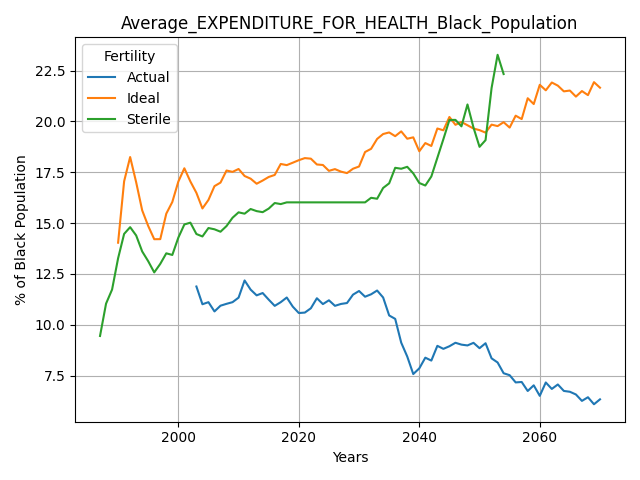 Average_EXPENDITURE_FOR_HEALTH_Black_Population
Fertility
Actual
Ideal
Sterile
% of Black Population
22.5
20.0
17.5
15.0
12.5
10.0
7.5
2000
2020
2040
2060
Years